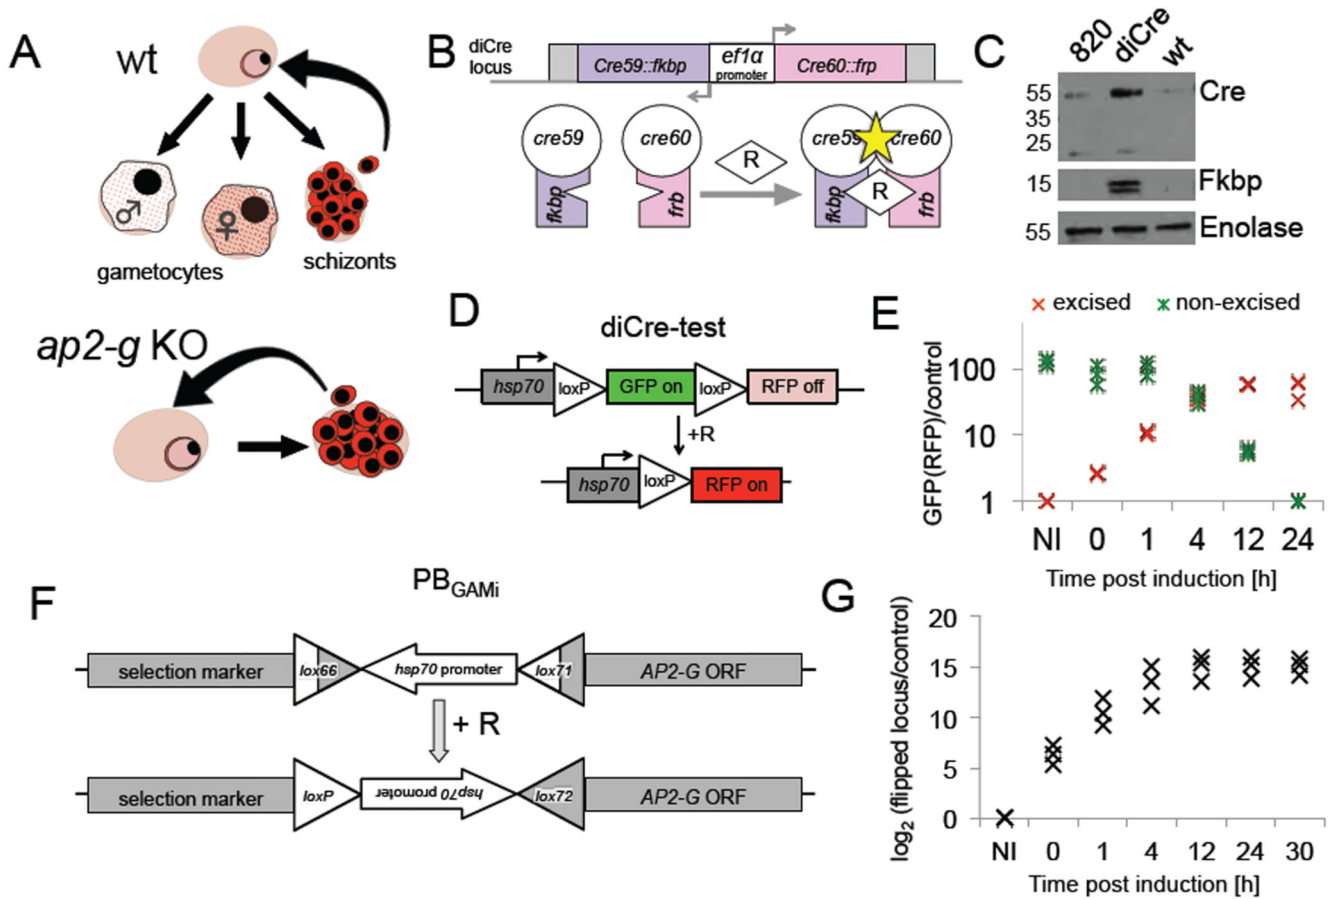 A
wt
♂
♀
gametocytes
schizonts
ap2-g KO
B
diCre
locus
Cre59::fkbp
ef1α
promoter
Cre60::frp
cre59
fkbp
cre60
frb
R
cre59
cre60
fkbp
R
frb
C
820
diCre
wt
55
35
25
Cre
15
Fkbp
55
Enolase
D
diCre-test
hsp70
loxP
GFP on
loxP
RFP off
+R
hsp70
loxP
RFP on
E
excised
non-excised
GFP(RFP)/control
100
10
1
NI 0 1 4 12 24
Time post induction [h]
F
PBGAMi
selection marker
lox66
hsp70 promoter
lox71
AP2-G ORF
+ R
selection marker
loxP
hsp70 promoter
lox72
AP2-G ORF
G
log2 (flipped locus/control)
20
15
10
5
0
NI 0 1 4 12 24 30
Time post induction [h]